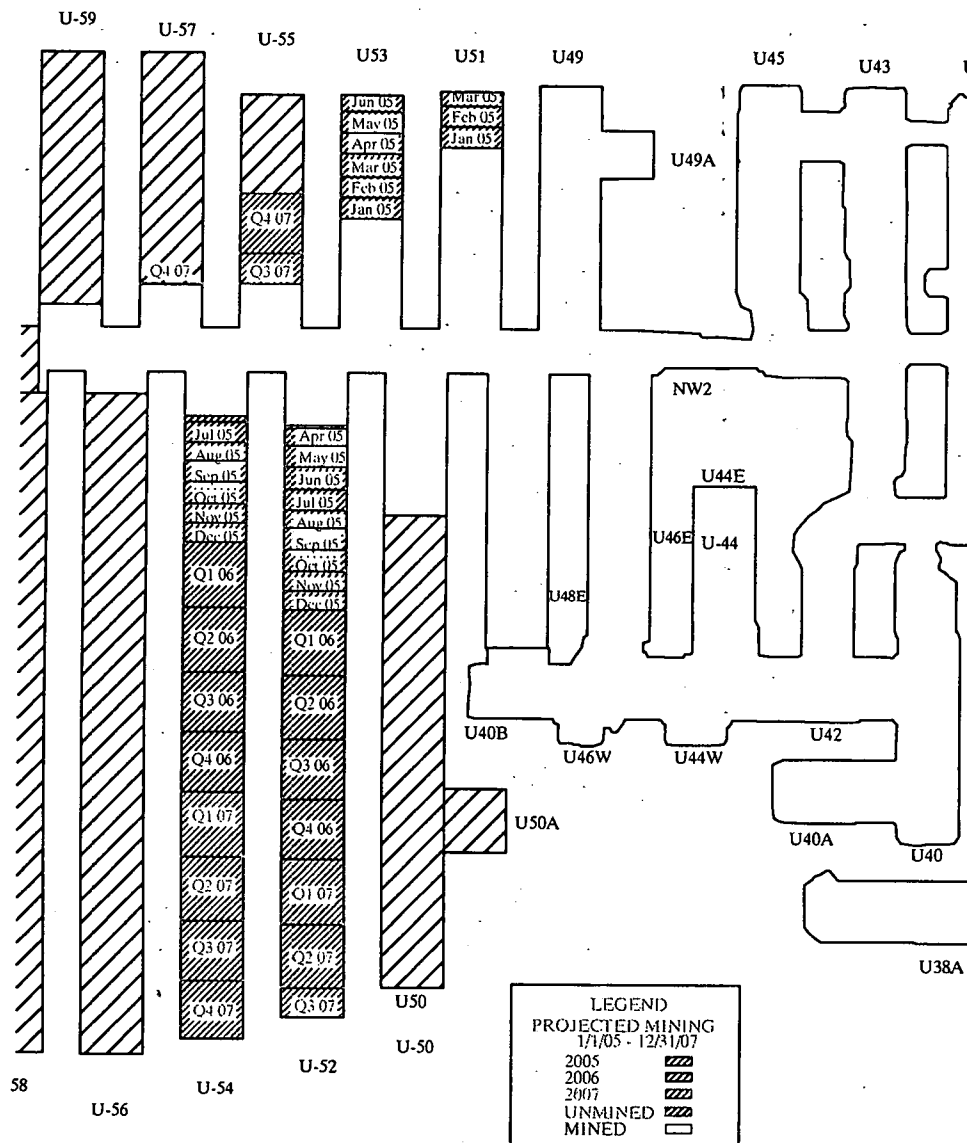 U-59
U-57
U-55
U53
U51
U49
U45
U43
U
Jun 05
May 05
Apr 05
Mar 05
Feb 05
Jan 05
Mar 05
Feb 05
Jan 05
U49A
Q4 07
Q4 07
Q3 07
NW2
U44E
U46E
U-44
U48E
Jul 05
Aug 05
Sep 05
Oct 05
Nov 05
Dec 05
Q1 06
Q2 06
Q3 06
Q4 06
Q1 07
Q2 07
Q3 07
Q4 07
Apr 05
May 05
Jun 05
Jul 05
Aug 05
Sep 05
Oct 05
Nov 05
Dec 05
Q1 06
Q2 06
Q3 06
Q4 06
Q1 07
Q2 07
Q3 07
U40B
U46W
U44W
U42
U50A
U40A
U40
U38A
U50
U-50
58
U-56
U-54
U-52
LEGEND
PROJECTED MINING
1/1/05 - 12/31/07
2005
2006
2007
UNMINED
MINED